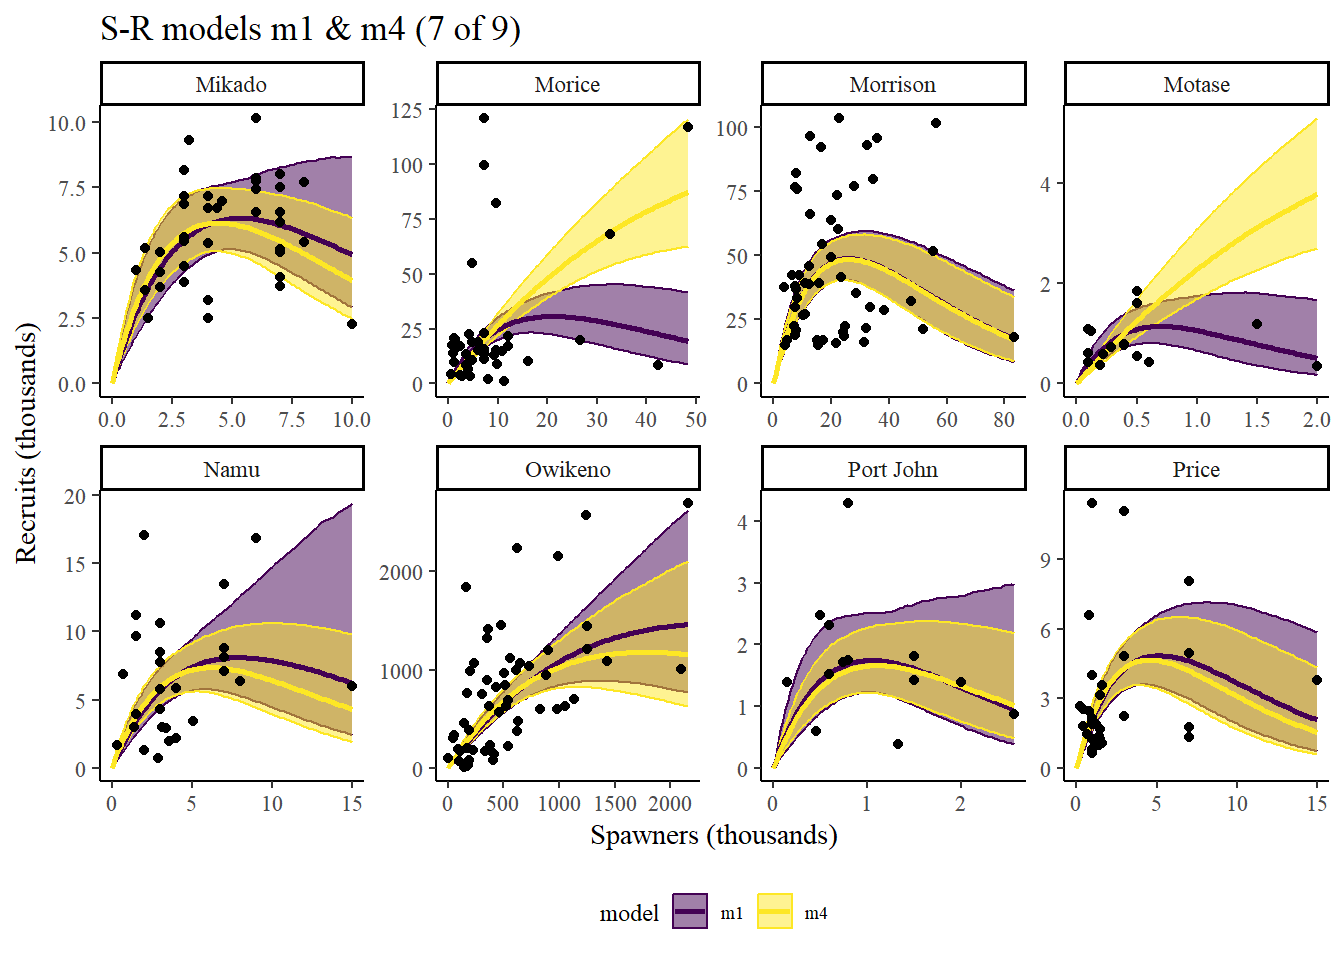 S-R models m1 & m4 (7 of 9)
Mikado Morice Morrison Motase
10.0 7.5 5.0 2.5 0.0
125 100 75 50 25 0
100 75 50 25 0
4 2 0
0.0 2.5 5.0 7.5 10.0
0 10 20 30 40 50
0 20 40 60 80
0.0 0.5 1.0 1.5 2.0
Recruits (thousands)
Namu Owikeno Port John Price
20 15 10 5 0
2000 1000 0
4 3 2 1 0
9 6 3 0
0 5 10 15
0 500 1000 1500 2000
0 1 2
0 5 10 15
Spawners (thousands)
model m1 m4